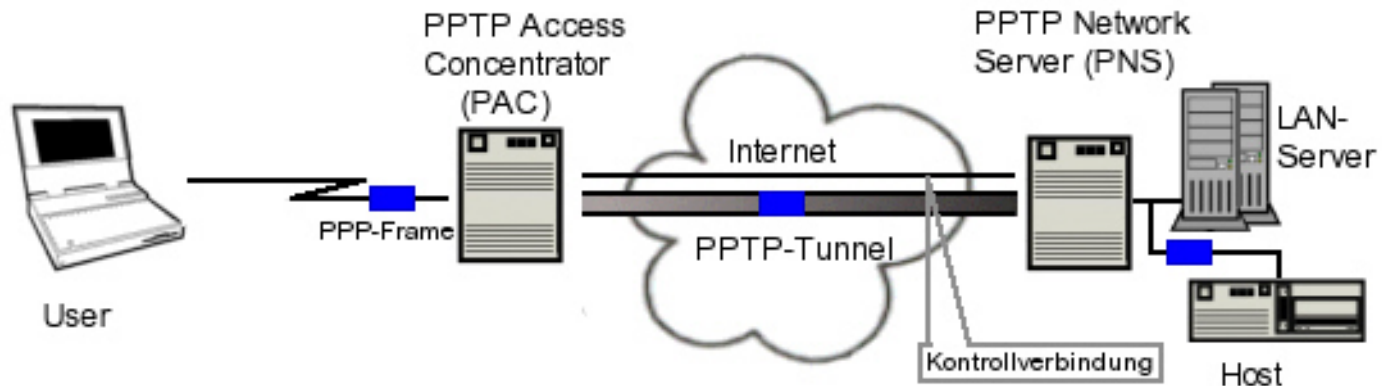 PPTP Access
Concentrator
(PAC)
PPTP Network
Server (PNS)
LAN-
Server
Internet
PPP-Frame
PPTP-Tunnel
User
Kontrollverbindung
Host